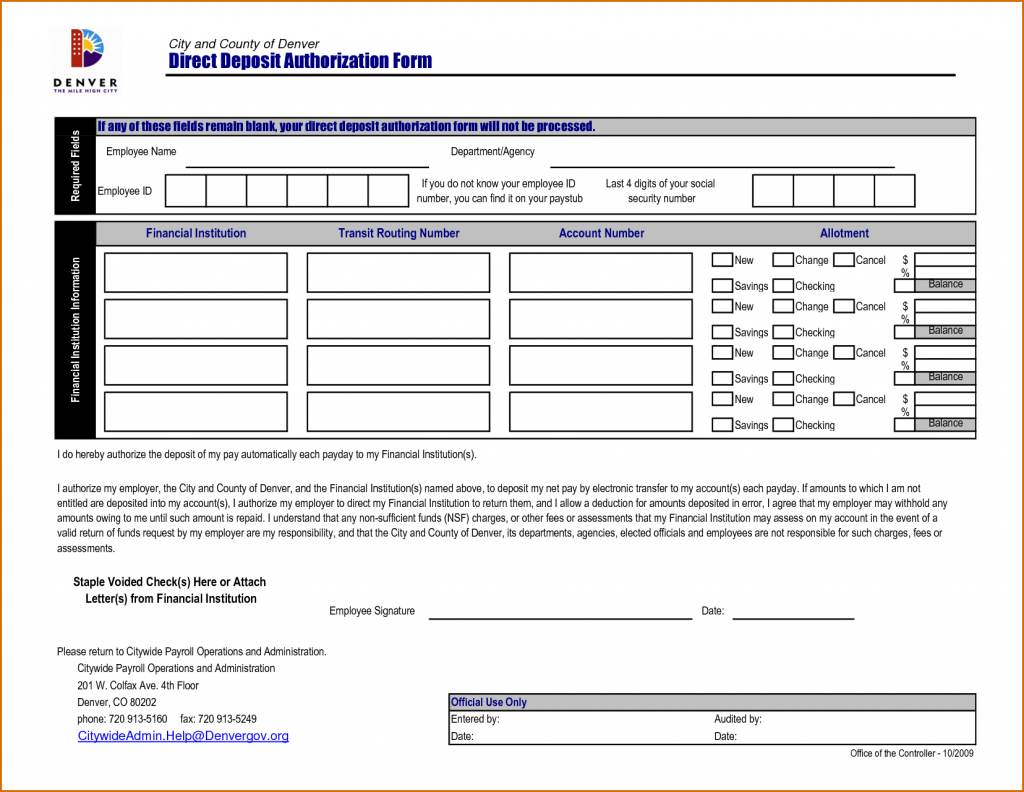 DENVER
THE MILE HIGH CITY
City and County of Denver
Direct Deposit Authorization Form
Required Fields
If any of these fields remain blank, your direct deposit authorization form will not be processed.
Employee Name Department/Agency
Employee ID If you do not know your employee ID Last 4 digits of your social
number, you can find it on your paystub security number
Financial Institution Information
Financial Institution Transit Routing Number Account Number Allotment
New Change Cancel $
%
Savings Checking Balance
New Change Cancel $
%
Savings Checking Balance
New Change Cancel $
%
Savings Checking Balance
New Change Cancel $
%
Savings Checking Balance
I do hereby authorize the deposit of my pay automatically each payday to my Financial Institution(s).
I authorize my employer, the City and County of Denver, and the Financial Institution(s) named above, to deposit my net pay by electronic transfer to my account(s) each payday. If amounts to which I am not
entitled are deposited into my account(s), I authorize my employer to direct my Financial Institution to return them, and I allow a deduction for amounts deposited in error, I agree that my employer may withhold any
amounts owing to me until such amount is repaid. I understand that any non-sufficient funds (NSF) charges, or other fees or assessments that my Financial Institution may assess on my account in the event of a
valid return of funds request by my employer are my responsibility, and that the City and County of Denver, its departments, agencies, elected officials and employees are not responsible for such charges, fees or
assessments.
Staple Voided Check(s) Here or Attach
Letter(s) from Financial Institution
Employee Signature Date:
Please return to Citywide Payroll Operations and Administration.
Citywide Payroll Operations and Administration
201 W. Colfax Ave. 4th Floor
Denver, CO 80202
phone: 720 913-5160 fax: 720 913-5249
CitywideAdmin.Help@Denvergov.org
Official Use Only
Entered by: Audited by:
Date: Date:
Office of the Controller - 10/2009